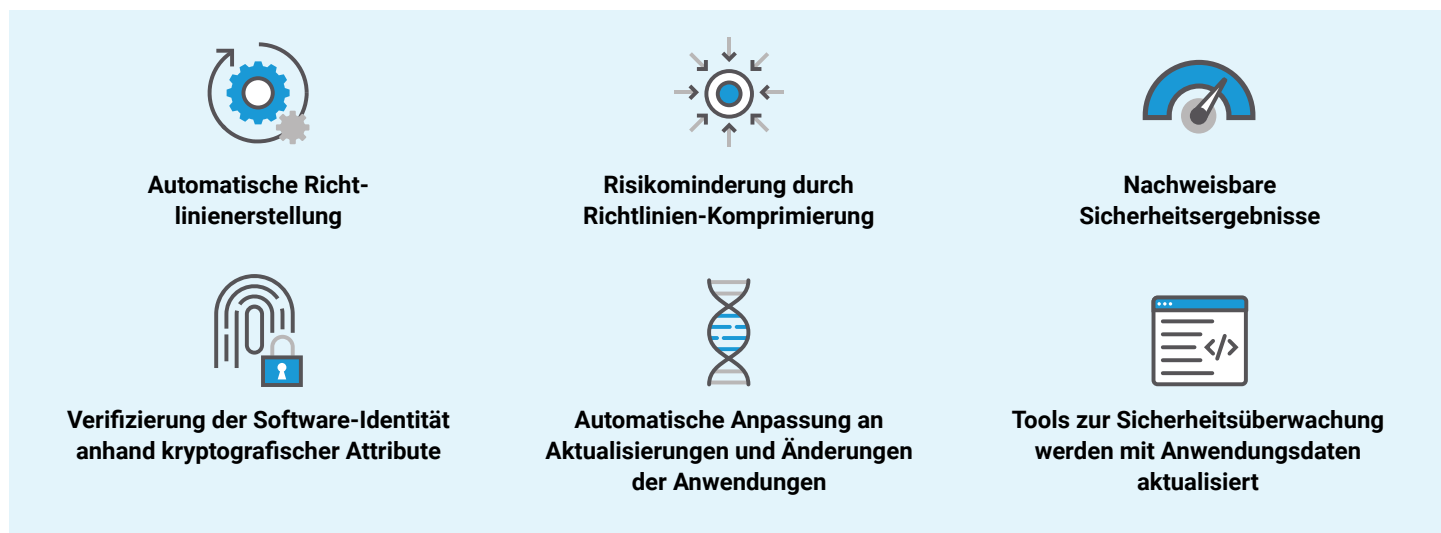 Automatische Richt-
linienerstellung
Risikominderung durch
Richtlinien-Komprimierung
Nachweisbare
Sicherheitsergebnisse
Verifizierung der Software-Identität
anhand kryptografischer Attribute
Automatische Anpassung an
Aktualisierungen und Änderungen
der Anwendungen
Tools zur Sicherheitsüberwachung
werden mit Anwendungsdaten
aktualisiert